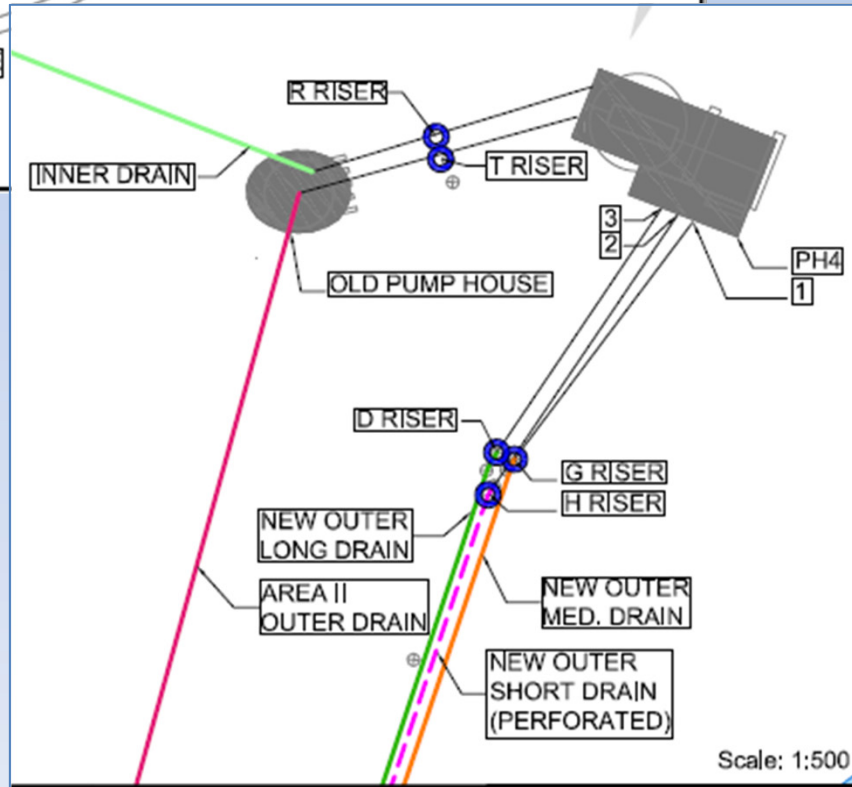 R RISER
T RISER
INNER DRAIN
3
2
PH4
1
OLD PUMP HOUSE
D RISER
G RISER
H RISER
NEW OUTER
LONG DRAIN
AREA II
OUTER DRAIN
NEW OUTER
MED. DRAIN
NEW OUTER
SHORT DRAIN
(PERFORATED)
Scale: 1:500